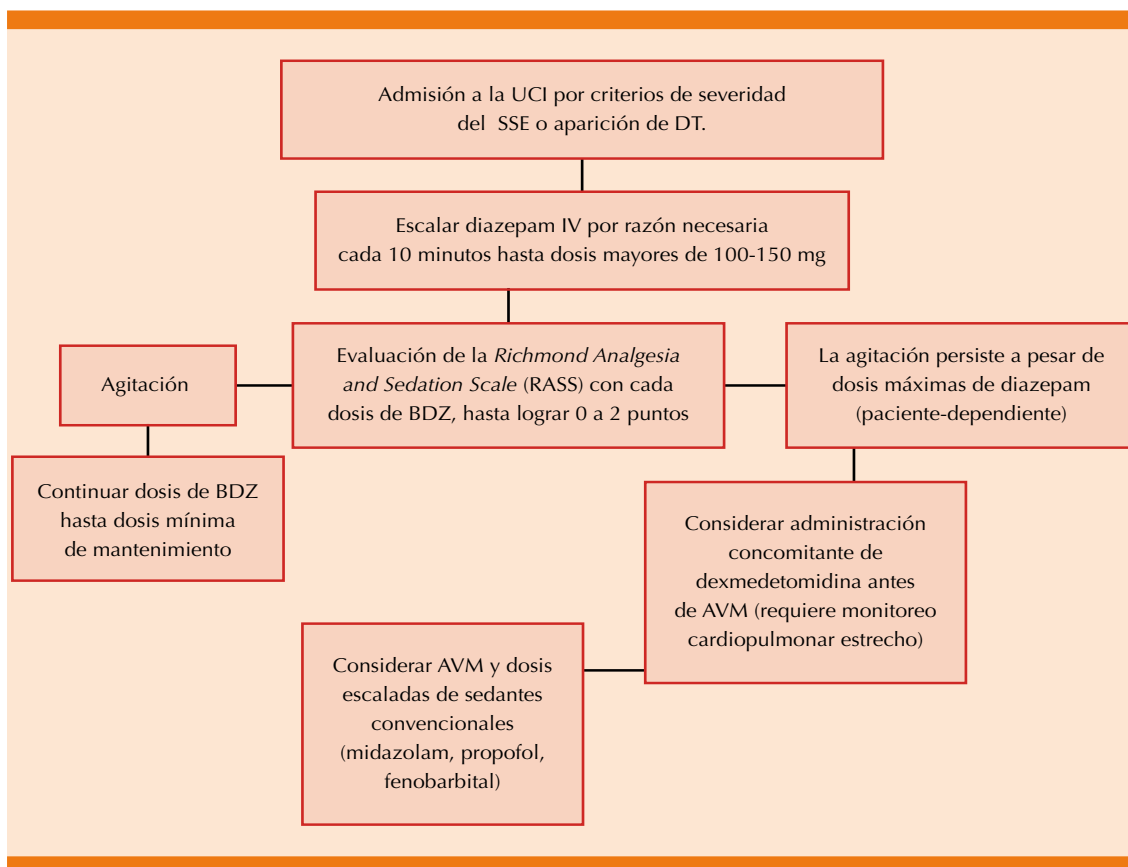 Admisión a la UCI por criterios de severidad
del SSE o aparición de DT.
Escalar diazepam IV por razón necesaria
cada 10 minutos hasta dosis mayores de 100-150 mg
Agitación
Evaluación de la Richmond Analgesia
and Sedation Scale (RASS) con cada
dosis de BDZ, hasta lograr 0 a 2 puntos
La agitación persiste a pesar de
dosis máximas de diazepam
(paciente-dependiente)
Continuar dosis de BDZ
hasta dosis mínima
de mantenimiento
Considerar administración
concomitante de
dexmedetomidina antes
de AVM (requiere monitoreo
cardiopulmonar estrecho)
Considerar AVM y dosis
escaladas de sedantes
convencionales
(midazolam, propofol,
fenobarbital)